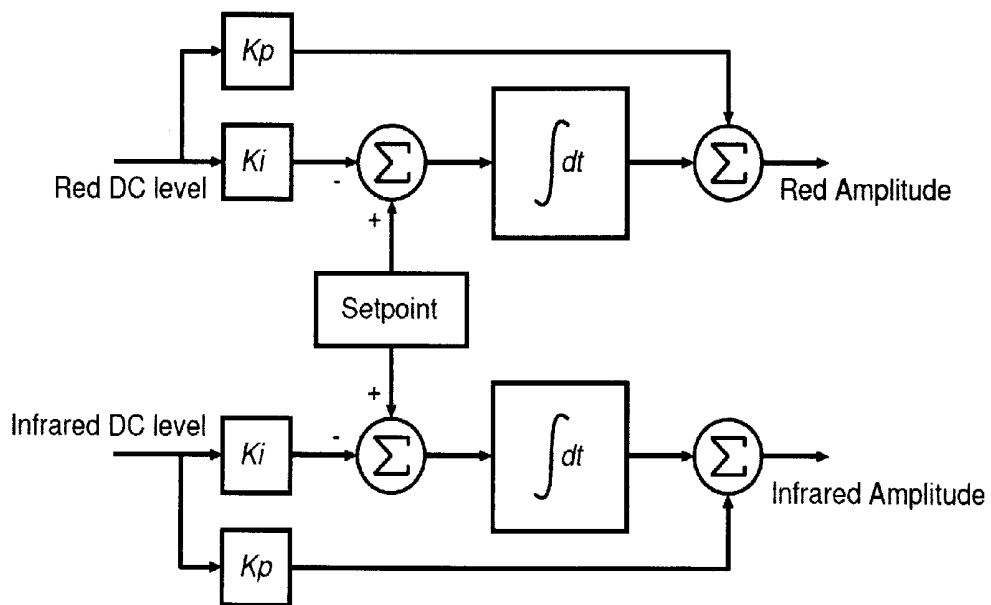 Kp
Ki
Σ
∫dt
Σ
Red DC level
-
Red Amplitude
+
Setpoint
+
Infrared DC level
-
Ki
Σ
∫dt
Σ
Infrared Amplitude
Kp